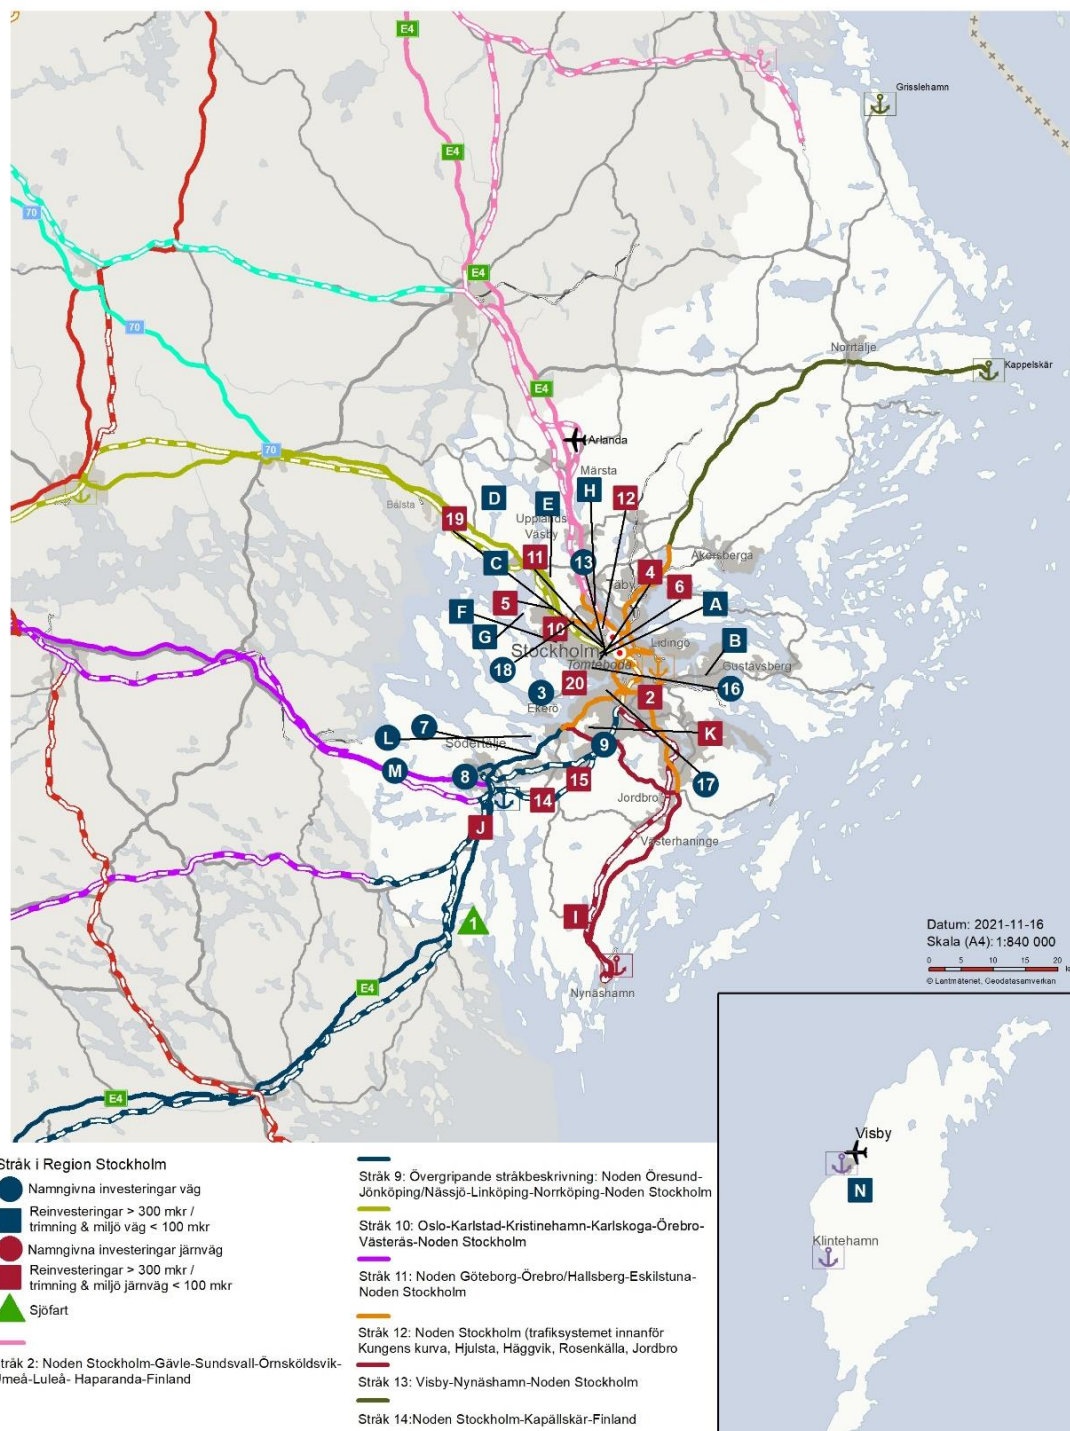 E4
Grisslehamn
E4
70
E4
70
Norrtälje
Kappelskär
E4
70
Arlanda
Märsta
Bålsta
D
E
H
12
19
Upplands
Väsby
C
11
13
Åkersberga
Täby
4
6
A
5
F
G
10
Stockholm
Lidingö
B
Tomteboda
Gustavsberg
18
3
20
2
16
Ekerö
L
7
K
Södertälje
9
M
8
17
15
14
Jordbro
J
Västerhaninge
I
1
Nynäshamn
E4
E4
Datum: 2021-11-16
Skala (A4): 1:840 000
0 5 10 15 20
© Lantmäteriet, Geodatasamverkan
Visby
N
Klintehamn
Stråk i Region Stockholm
Namngivna investeringar väg
Reinvesteringar > 300 mkr /
trimning & miljö väg < 100 mkr
Namngivna investeringar järnväg
Reinvesteringar > 300 mkr /
trimning & miljö järnväg < 100 mkr
Sjöfart
tråk 2: Noden Stockholm-Gävle-Sundsvall-Örnsköldsvik-
Umeå-Luleå- Haparanda-Finland
Stråk 9: Övergripande stråkbeskrivning: Noden Öresund-
Jönköping/Nässjö-Linköping-Norrköping-Noden Stockholm
Stråk 10: Oslo-Karlstad-Kristinehamn-Karlskoga-Örebro-
Västerås-Noden Stockholm
Stråk 11: Noden Göteborg-Örebro/Hallsberg-Eskilstuna-
Noden Stockholm
Stråk 12: Noden Stockholm (trafiksystemet innanför
Kungens kurva, Hjulsta, Häggvik, Rosenkälla, Jordbro
Stråk 13: Visby-Nynäshamn-Noden Stockholm
Stråk 14:Noden Stockholm-Kapällskär-Finland